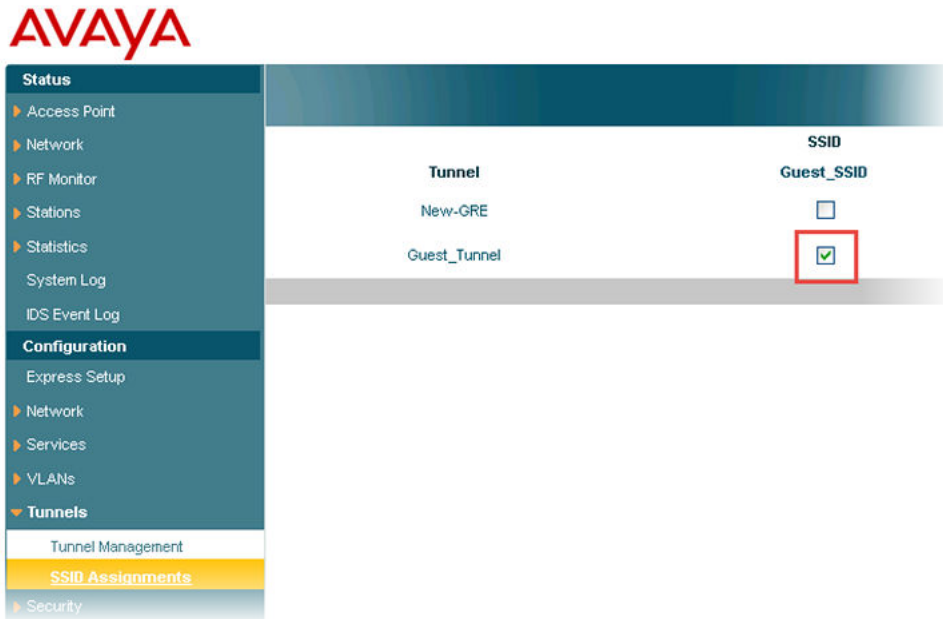 AVAYA
Status
Access Point
Network
RF Monitor
Stations
Statistics
System Log
IDS Event Log
Configuration
Express Setup
Network
Services
VLANs
Tunnels
Tunnel Management
SSID Assignments
Security
SSID
Tunnel Guest_SSID
New-GRE
Guest_Tunnel